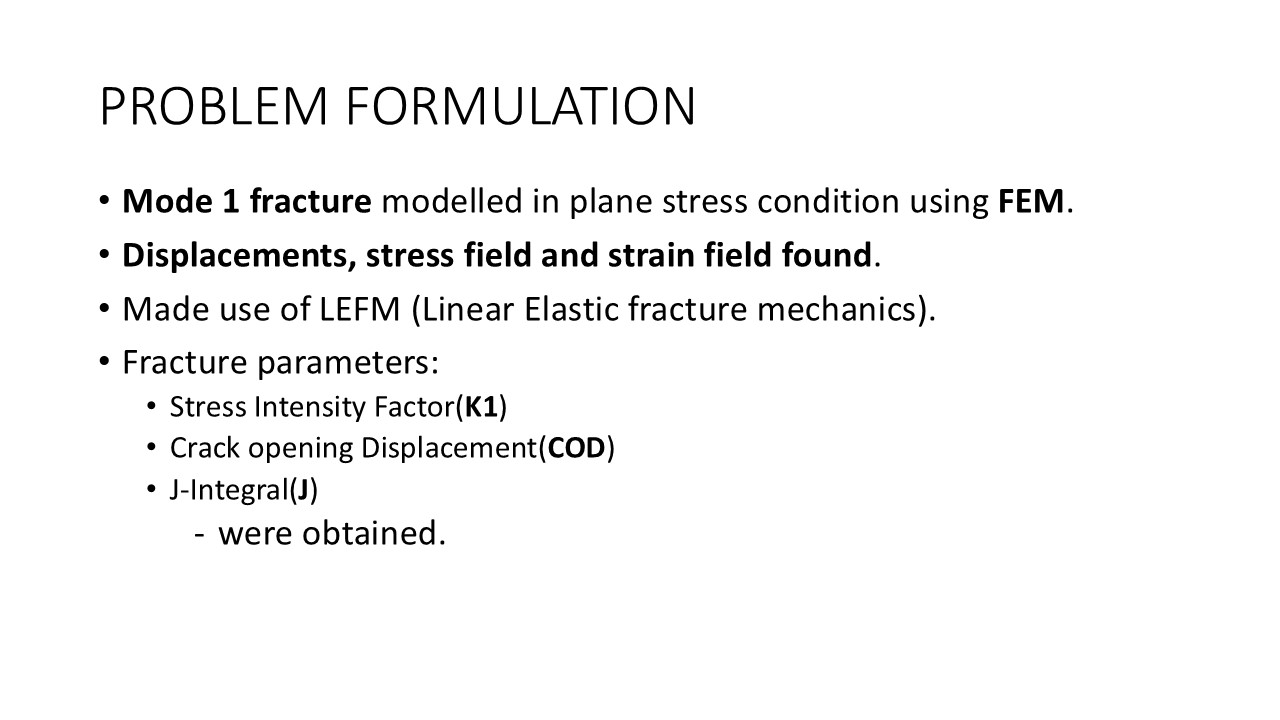 PROBLEM FORMULATION
• Mode 1 fracture modelled in plane stress condition using FEM.
• Displacements, stress field and strain field found.
• Made use of LEFM (Linear Elastic fracture mechanics).
• Fracture parameters:
• Stress Intensity Factor(K1)
• Crack opening Displacement(COD)
• J-Integral(J)
- were obtained.